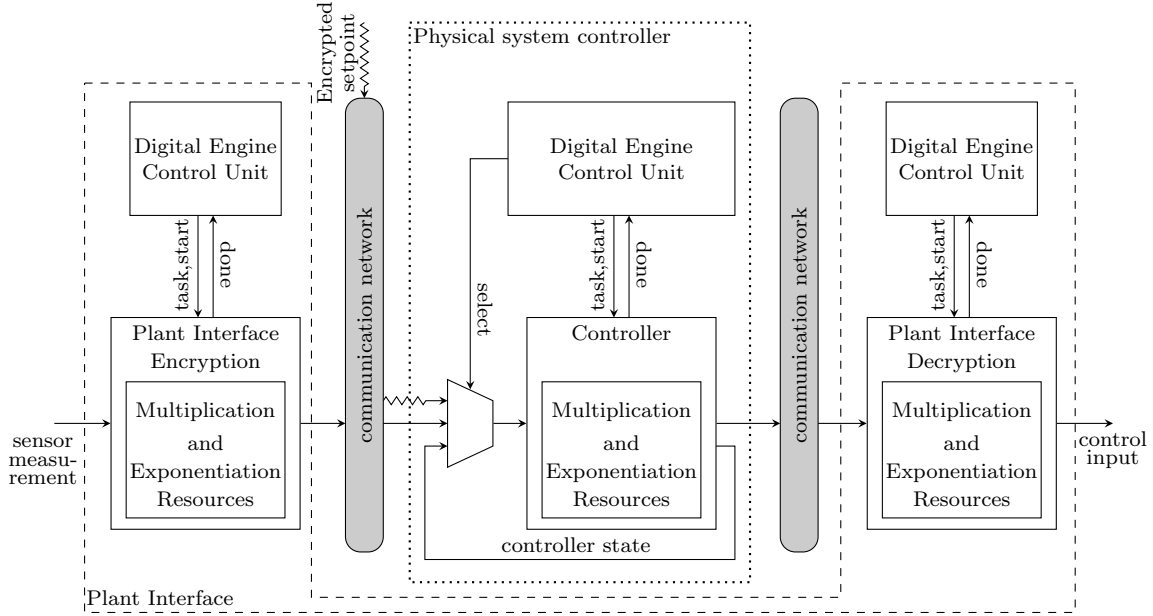 Encrypted
setpoint
Physical system controller
Digital Engine
Control Unit
task,start
done
Plant Interface
Encryption
Multiplication
and
Exponentiation
Resources
sensor
measu-
rement
communication network
Digital Engine
Control Unit
select
task,start
done
Controller
Multiplication
and
Exponentiation
Resources
controller state
communication network
Digital Engine
Control Unit
task,start
done
Plant Interface
Decryption
Multiplication
and
Exponentiation
Resources
control
input
Plant Interface